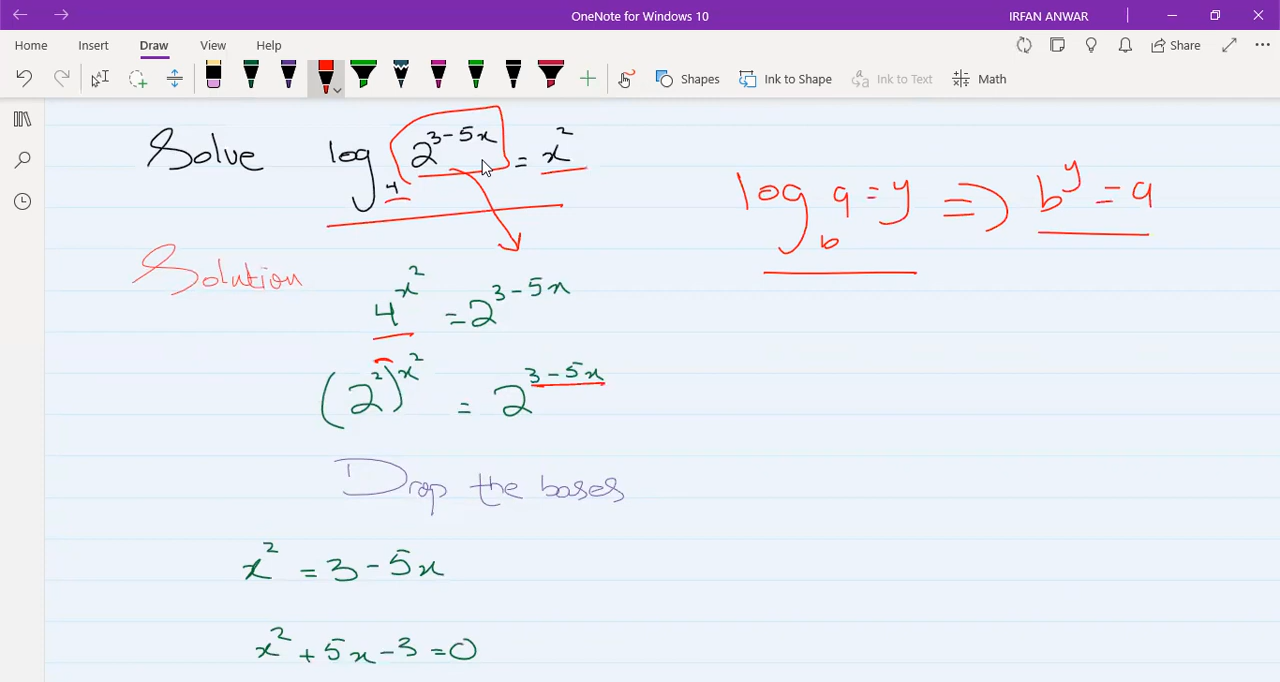 OneNote for Windows 10
IRFAN ANWAR
Home Insert Draw View Help
Share
Shapes Ink to Shape Ink to Text Math
Solve log₄ 2^(3-5x) = x²
log_b a = y ⇒ b^y = a
Solution
4^(x²) = 2^(3-5x)
(2²)^(x²) = 2^(3-5x)
Drop the bases
x² = 3 - 5x
x² + 5x - 3 = 0